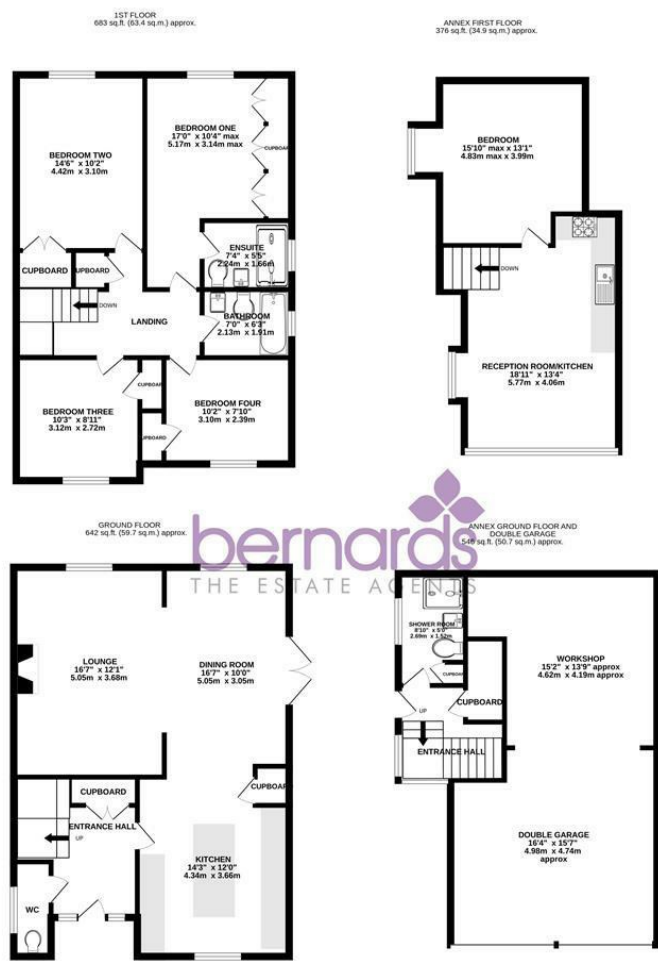 1ST FLOOR
683 sq.ft. (63.4 sq.m.) approx.
BEDROOM TWO
14'6" x 10'2"
4.42m x 3.10m
BEDROOM ONE
17'0" x 10'4" max
5.17m x 3.14m max
CUPBOAR
ENSUITE
7'4" x 5'5"
2.24m x 1.66m
CUPBOARD
UPBOARD
DOWN
LANDING
BATHROOM
7'0" x 6'3"
2.13m x 1.91m
BEDROOM THREE
10'3" x 8'11"
3.12m x 2.72m
CUPBOAR
BEDROOM FOUR
10'2" x 7'10"
3.10m x 2.39m
UPBOARD
ANNEX FIRST FLOOR
376 sq.ft. (34.9 sq.m.) approx.
BEDROOM
15'10" max x 13'1"
4.83m max x 3.99m
DOWN
RECEPTION ROOM/KITCHEN
18'11" x 13'4"
5.77m x 4.06m
bernards
THE ESTATE AGENTS
GROUND FLOOR
642 sq.ft. (59.7 sq.m.) approx.
LOUNGE
16'7" x 12'1"
5.05m x 3.68m
DINING ROOM
16'7" x 10'0"
5.05m x 3.05m
CUPBOARD
CUPBOAR
ENTRANCE HALL
UP
KITCHEN
14'3" x 12'0"
4.34m x 3.66m
WC
ANNEX GROUND FLOOR AND
DOUBLE GARAGE
546 sq.ft. (50.7 sq.m.) approx.
SHOWER ROOM
8'10" x 5'0"
2.69m x 1.52m
WORKSHOP
15'2" x 13'9" approx
4.62m x 4.19m approx
CUPBOARD
UP
ENTRANCE HALL
DOUBLE GARAGE
16'4" x 15'7"
4.98m x 4.74m
approx